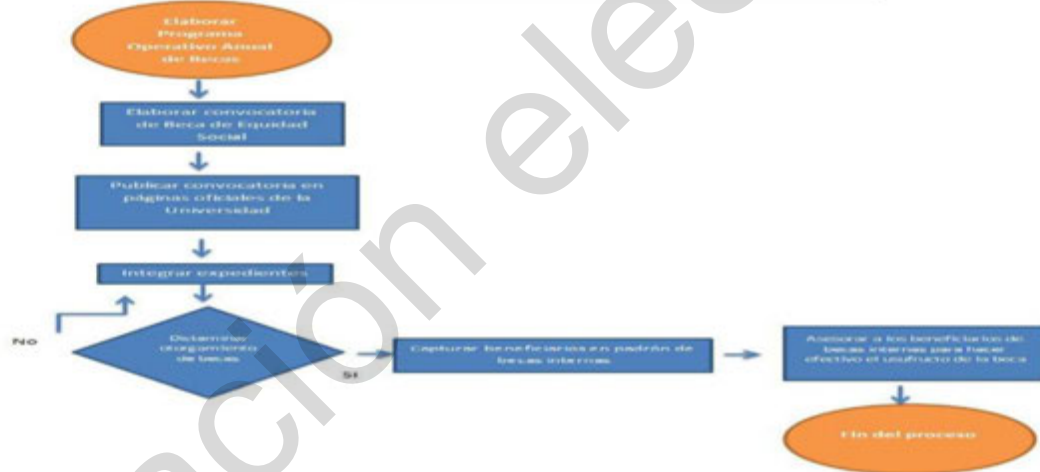 Elaborar
Programa
Operativo Anual
de Becas
Elaborar convocatoria
de Beca de Equidad
Social
Publicar convocatoria en
páginas oficiales de la
Universidad
Integrar expedientes
No
Dictaminar
otorgamiento
de becas
SI
Capturar beneficiarios en padrón de
becas internas
Asesorar a los beneficiarios de
becas internas para hacer
efectivo el usufructo de la beca
Fin del proceso